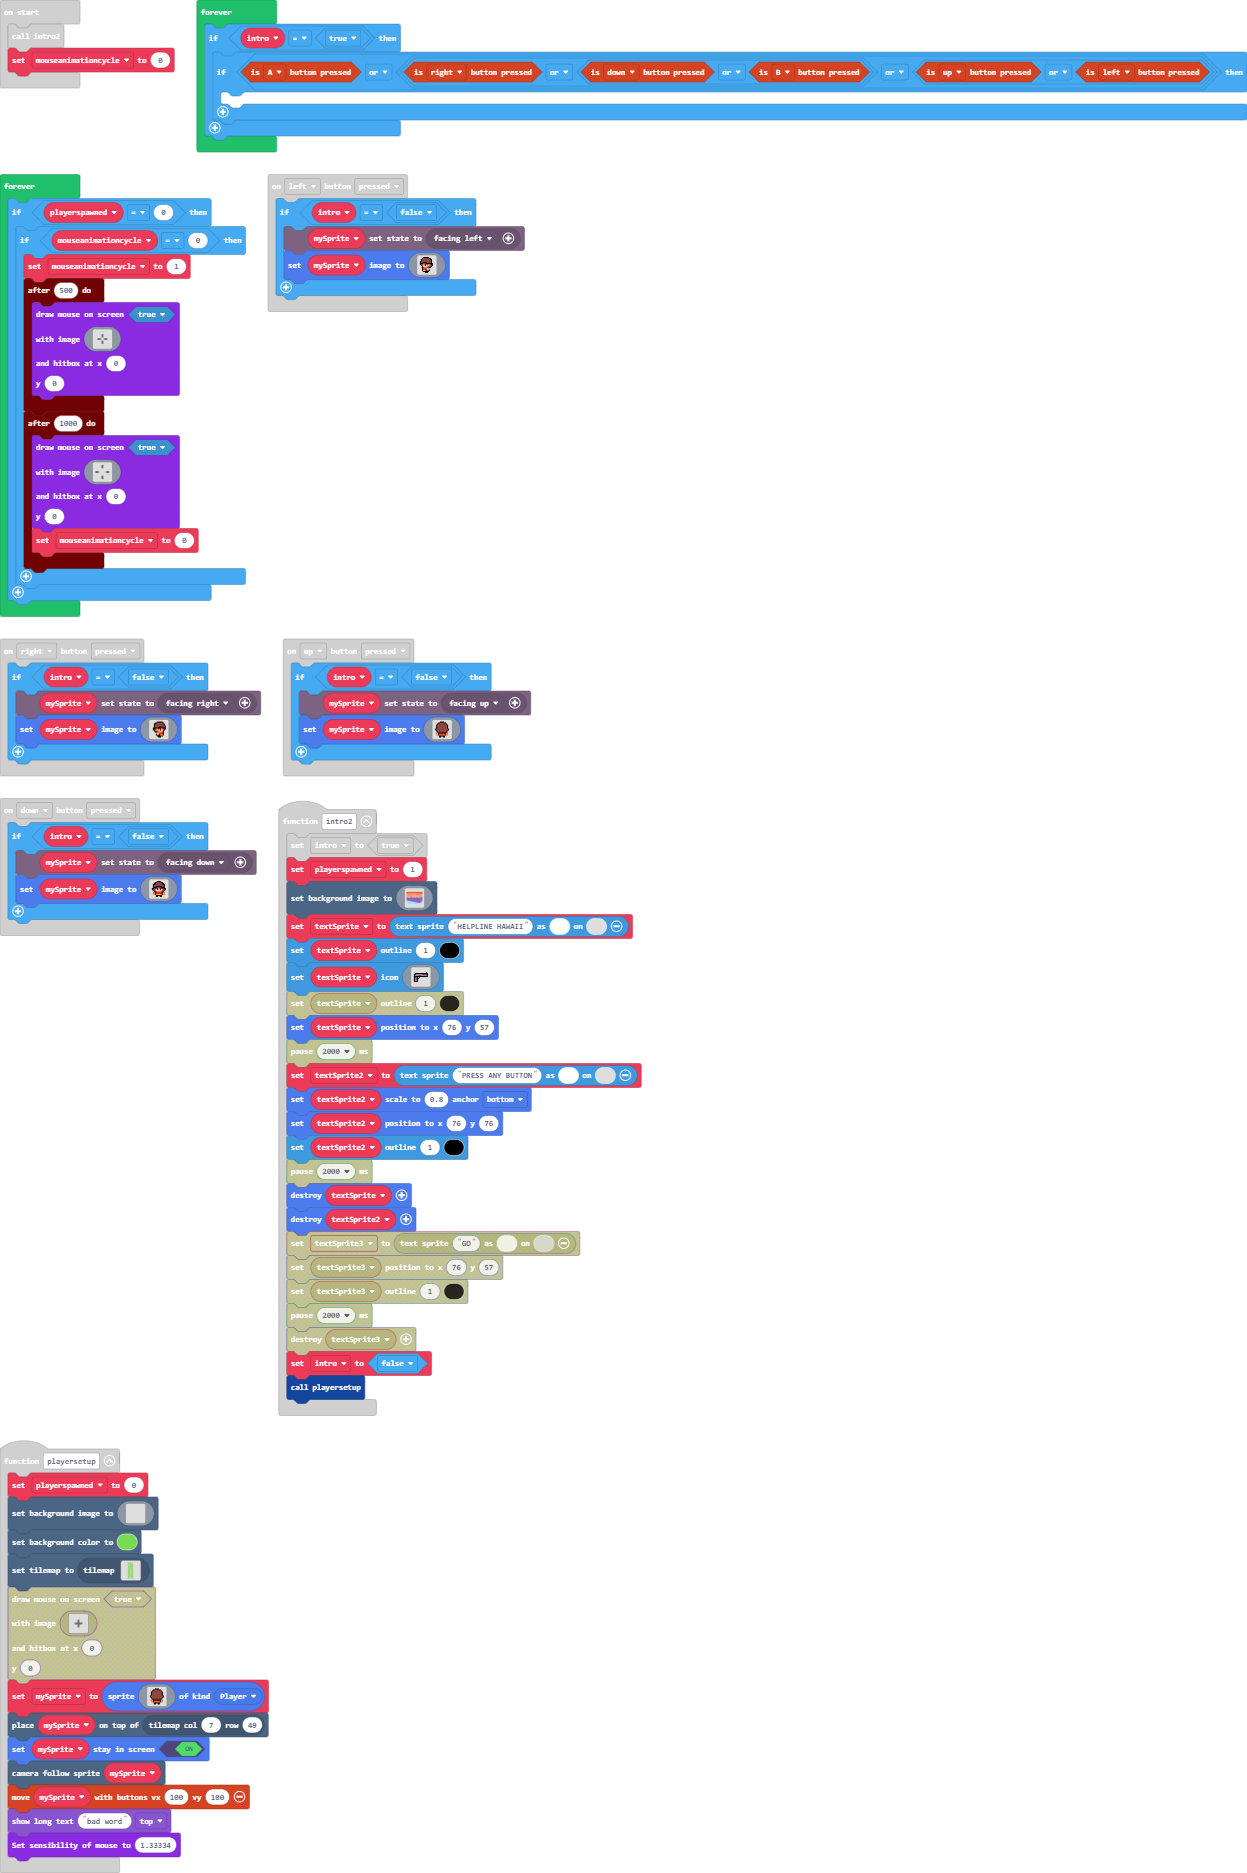 on start
call intro2
set mouseanimationcycle to 0
forever
if intro = true then
if is A button pressed or is right button pressed or is down button pressed or is B button pressed or is up button pressed or is left button pressed then
forever
if playerspawned = 0 then
if mouseanimationcycle = 0 then
set mouseanimationcycle to 1
after 500 do
draw mouse on screen true
with image
and hitbox at x 0
y 0
after 1000 do
draw mouse on screen true
with image
and hitbox at x 0
y 0
set mouseanimationcycle to 0
on left button pressed
if intro = false then
mySprite set state to facing left
set mySprite image to
on right button pressed
if intro = false then
mySprite set state to facing right
set mySprite image to
on up button pressed
if intro = false then
mySprite set state to facing up
set mySprite image to
on down button pressed
if intro = false then
mySprite set state to facing down
set mySprite image to
function intro2
set intro to true
set playerspawned to 1
set background image to
set textSprite to text sprite "HELPLINE HAWAII" as on
set textSprite outline 1
set textSprite icon
set textSprite outline 1
set textSprite position to x 76 y 57
pause 2000 ms
set textSprite2 to text sprite "PRESS ANY BUTTON" as on
set textSprite2 scale to 0.8 anchor bottom
set textSprite2 position to x 76 y 76
set textSprite2 outline 1
pause 2000 ms
destroy textSprite
destroy textSprite2
set textSprite3 to text sprite "GO" as on
set textSprite3 position to x 76 y 57
set textSprite3 outline 1
pause 2000 ms
destroy textSprite3
set intro to false
call playersetup
function playersetup
set playerspawned to 0
set background image to
set background color to
set tilemap to tilemap
draw mouse on screen true
with image
and hitbox at x 0
y 0
set mySprite to sprite of kind Player
place mySprite on top of tilemap col 7 row 49
set mySprite stay in screen ON
camera follow sprite mySprite
move mySprite with buttons vx 100 vy 100
show long text "bad word" top
Set sensibility of mouse to 1.33334